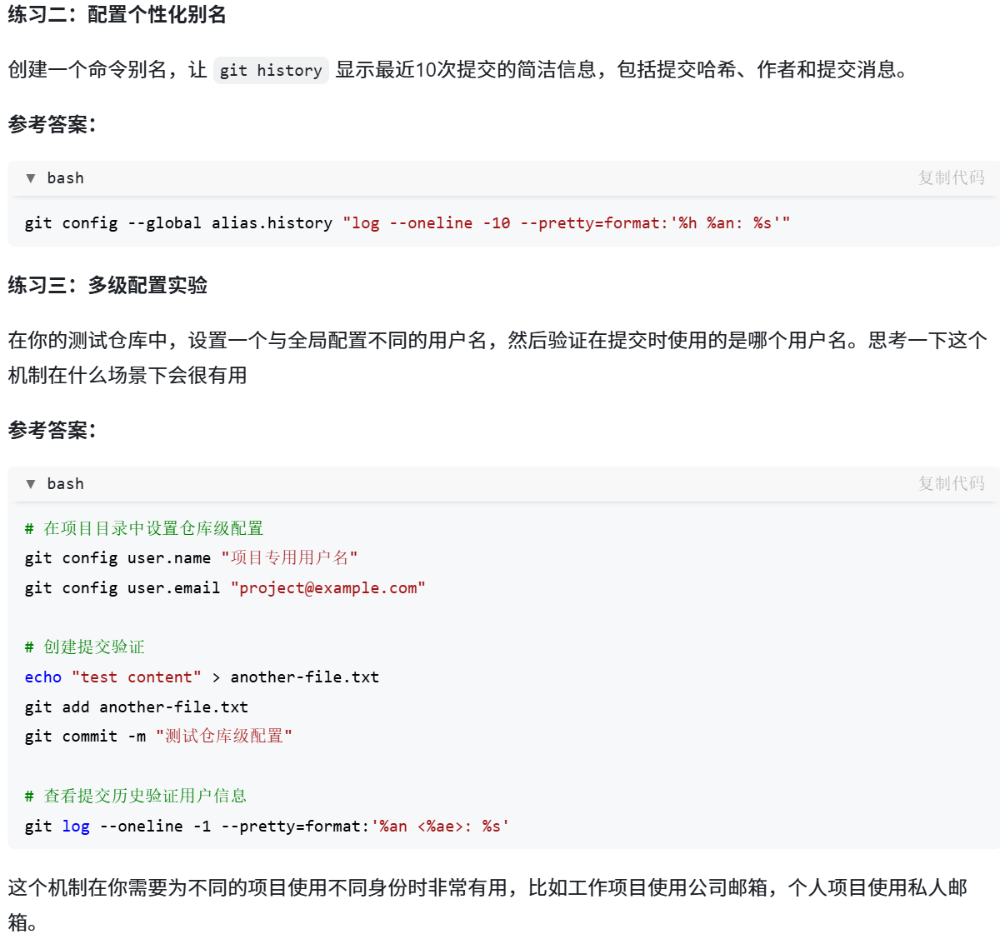 练习二：配置个性化别名
创建一个命令别名，让 git history 显示最近10次提交的简洁信息，包括提交哈希、作者和提交消息。
参考答案：
▼ bash 复制代码
git config --global alias.history "log --oneline -10 --pretty=format:'%h %an: %s'"
练习三：多级配置实验
在你的测试仓库中，设置一个与全局配置不同的用户名，然后验证在提交时使用的是哪个用户名。思考一下这个
机制在什么场景下会很有用
参考答案：
▼ bash 复制代码
# 在项目目录中设置仓库级配置
git config user.name "项目专用用户名"
git config user.email "project@example.com"
# 创建提交验证
echo "test content" > another-file.txt
git add another-file.txt
git commit -m "测试仓库级配置"
# 查看提交历史验证用户信息
git log --oneline -1 --pretty=format:'%an <%ae>: %s'
这个机制在你需要为不同的项目使用不同身份时非常有用，比如工作项目使用公司邮箱，个人项目使用私人邮
箱。